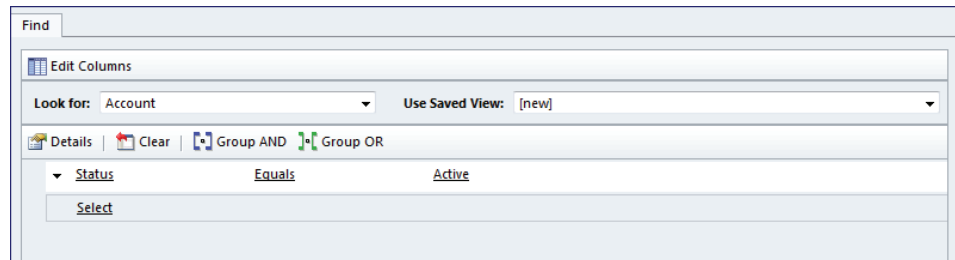 Find
Edit Columns
Look for: Account Use Saved View: [new]
Details | Clear | Group AND Group OR
Status Equals Active
Select